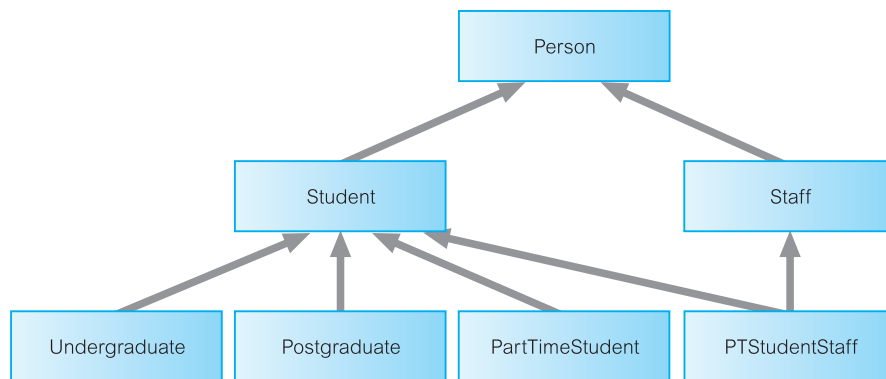 Person
Student
Staff
Undergraduate
Postgraduate
PartTimeStudent
PTStudentStaff